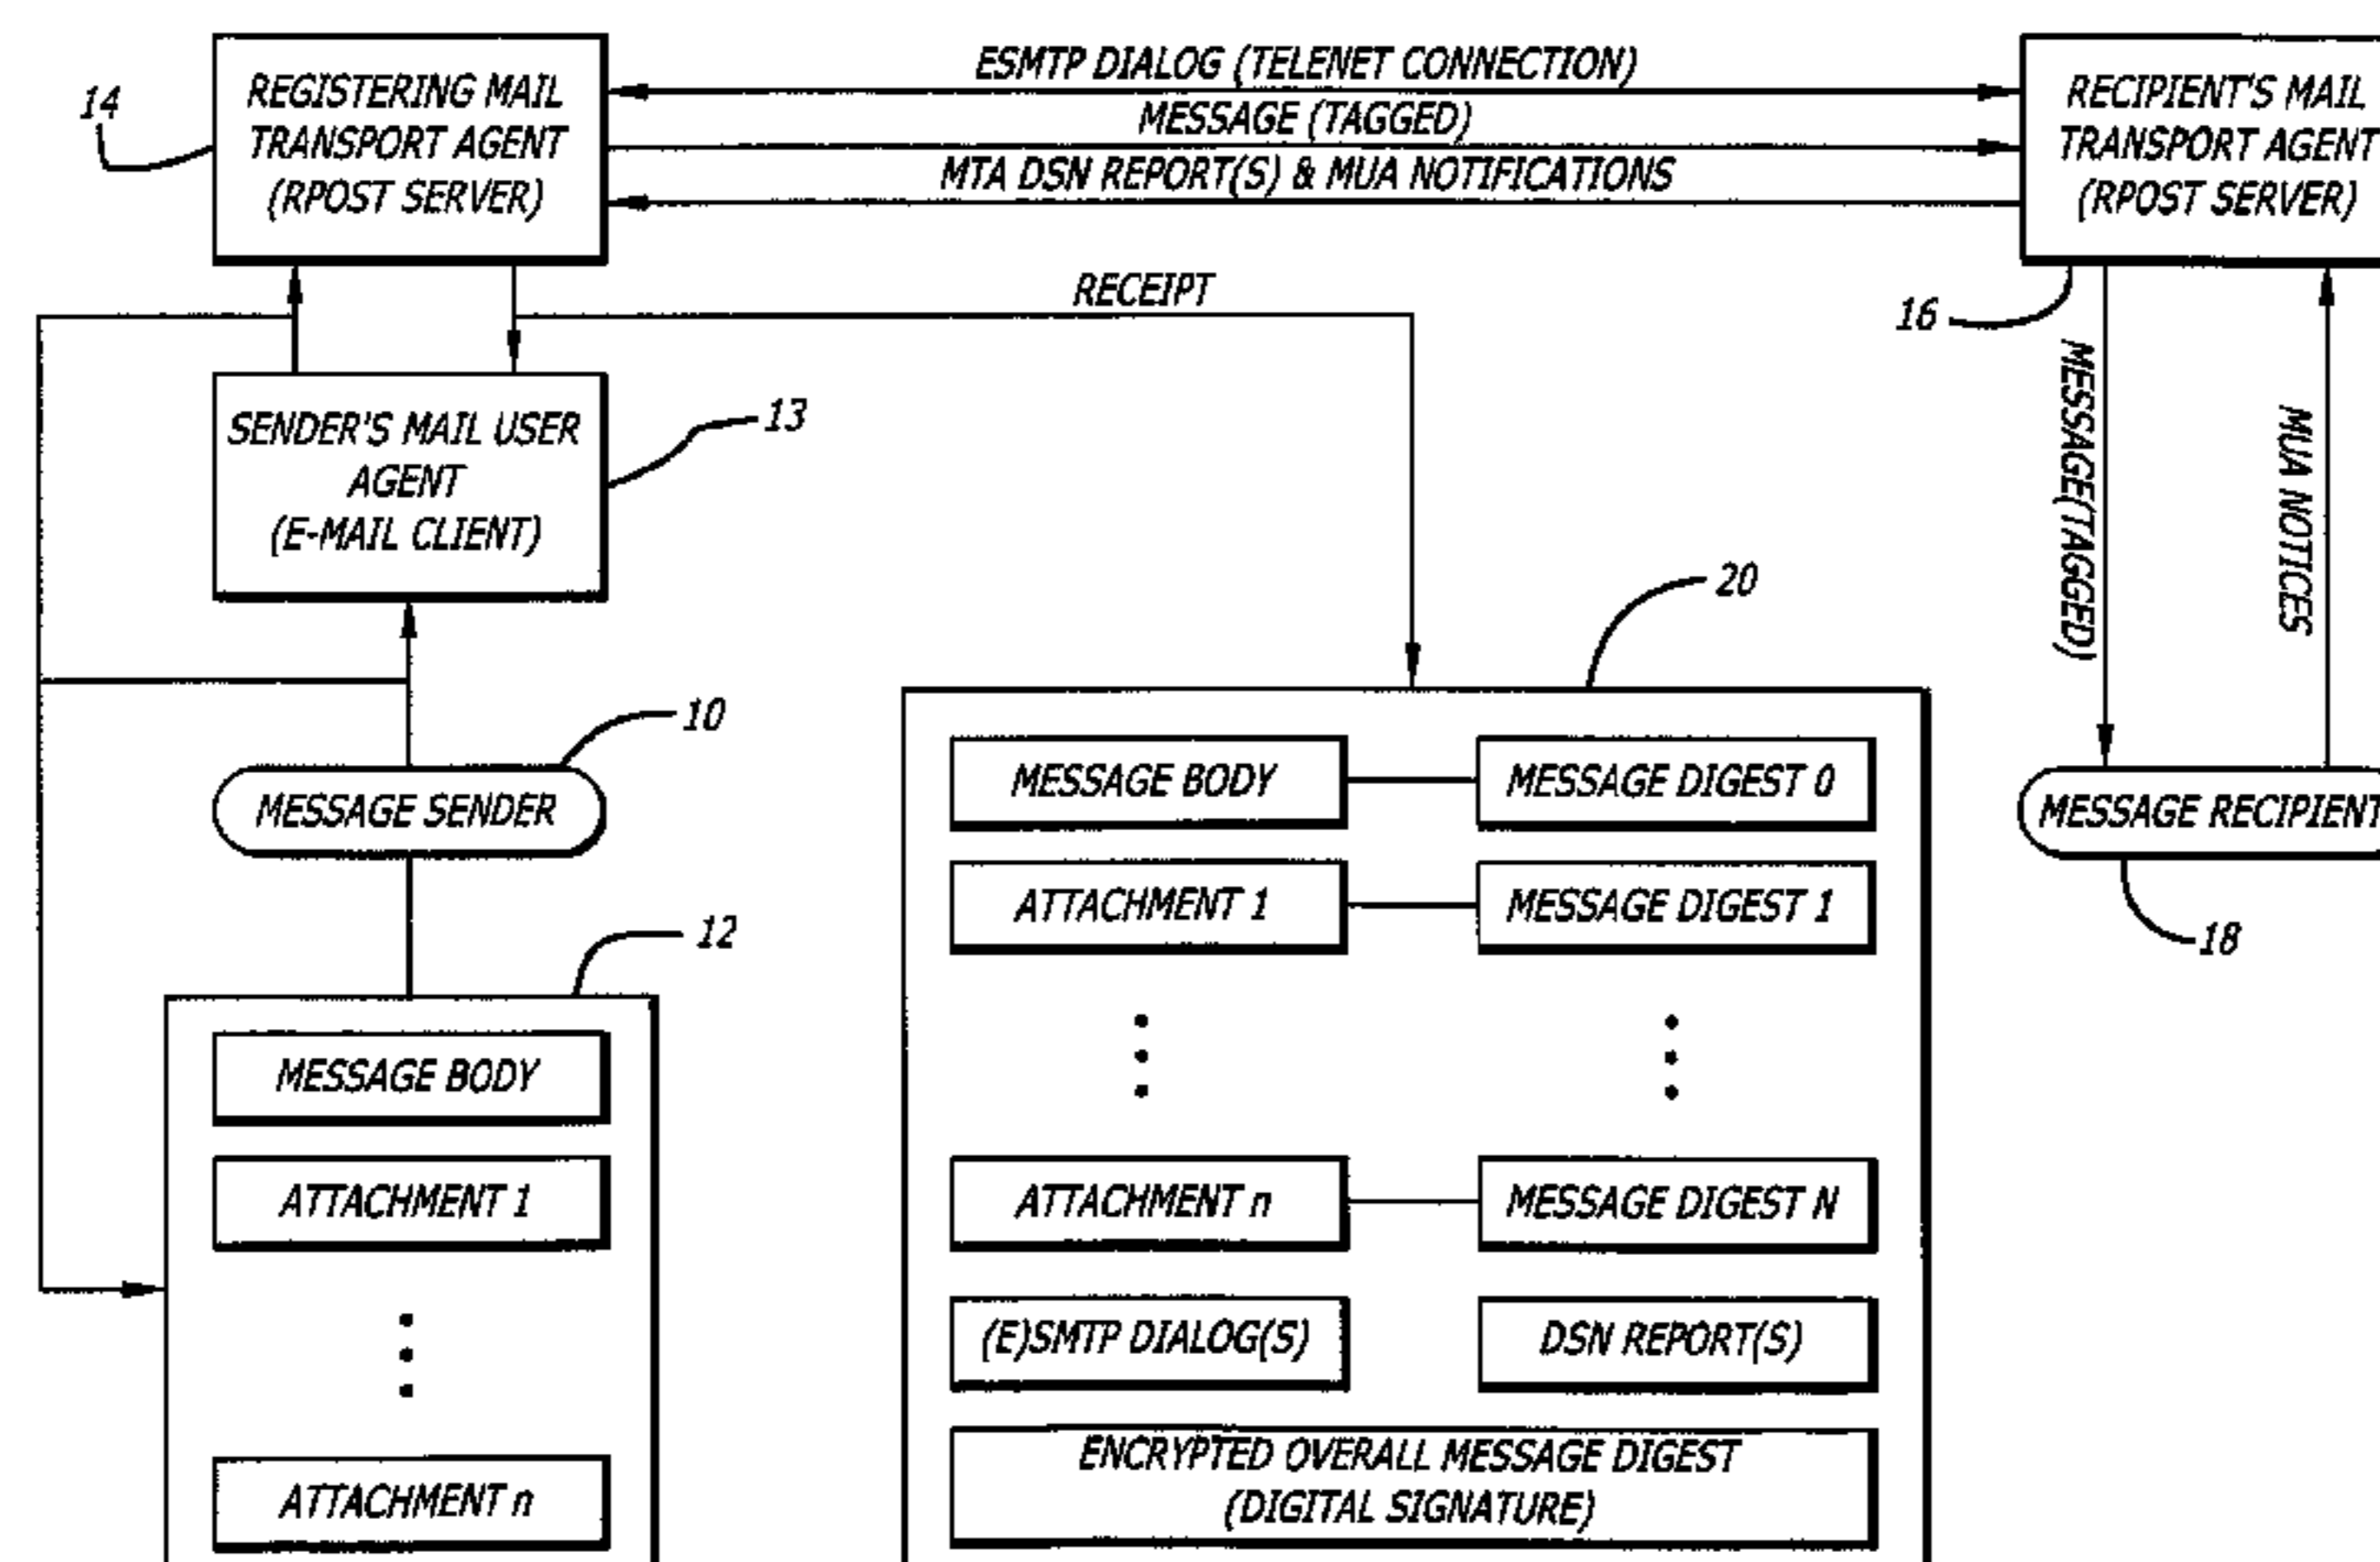 14
REGISTERING MAIL
TRANSPORT AGENT
(RPOST SERVER)
ESMTP DIALOG (TELENET CONNECTION)
MESSAGE (TAGGED)
MTA DSN REPORT(S) & MUA NOTIFICATIONS
RECIPIENT'S MAIL
TRANSPORT AGENT
(RPOST SERVER)
16
RECEIPT
SENDER'S MAIL USER
AGENT
(E-MAIL CLIENT)
13
MESSAGE(TAGGED)
MUA NOTICES
10
MESSAGE SENDER
20
MESSAGE RECIPIENT
18
12
MESSAGE BODY
ATTACHMENT 1
ATTACHMENT n
MESSAGE BODY
MESSAGE DIGEST 0
ATTACHMENT 1
MESSAGE DIGEST 1
ATTACHMENT n
MESSAGE DIGEST N
(E)SMTP DIALOG(S)
DSN REPORT(S)
ENCRYPTED OVERALL MESSAGE DIGEST
(DIGITAL SIGNATURE)